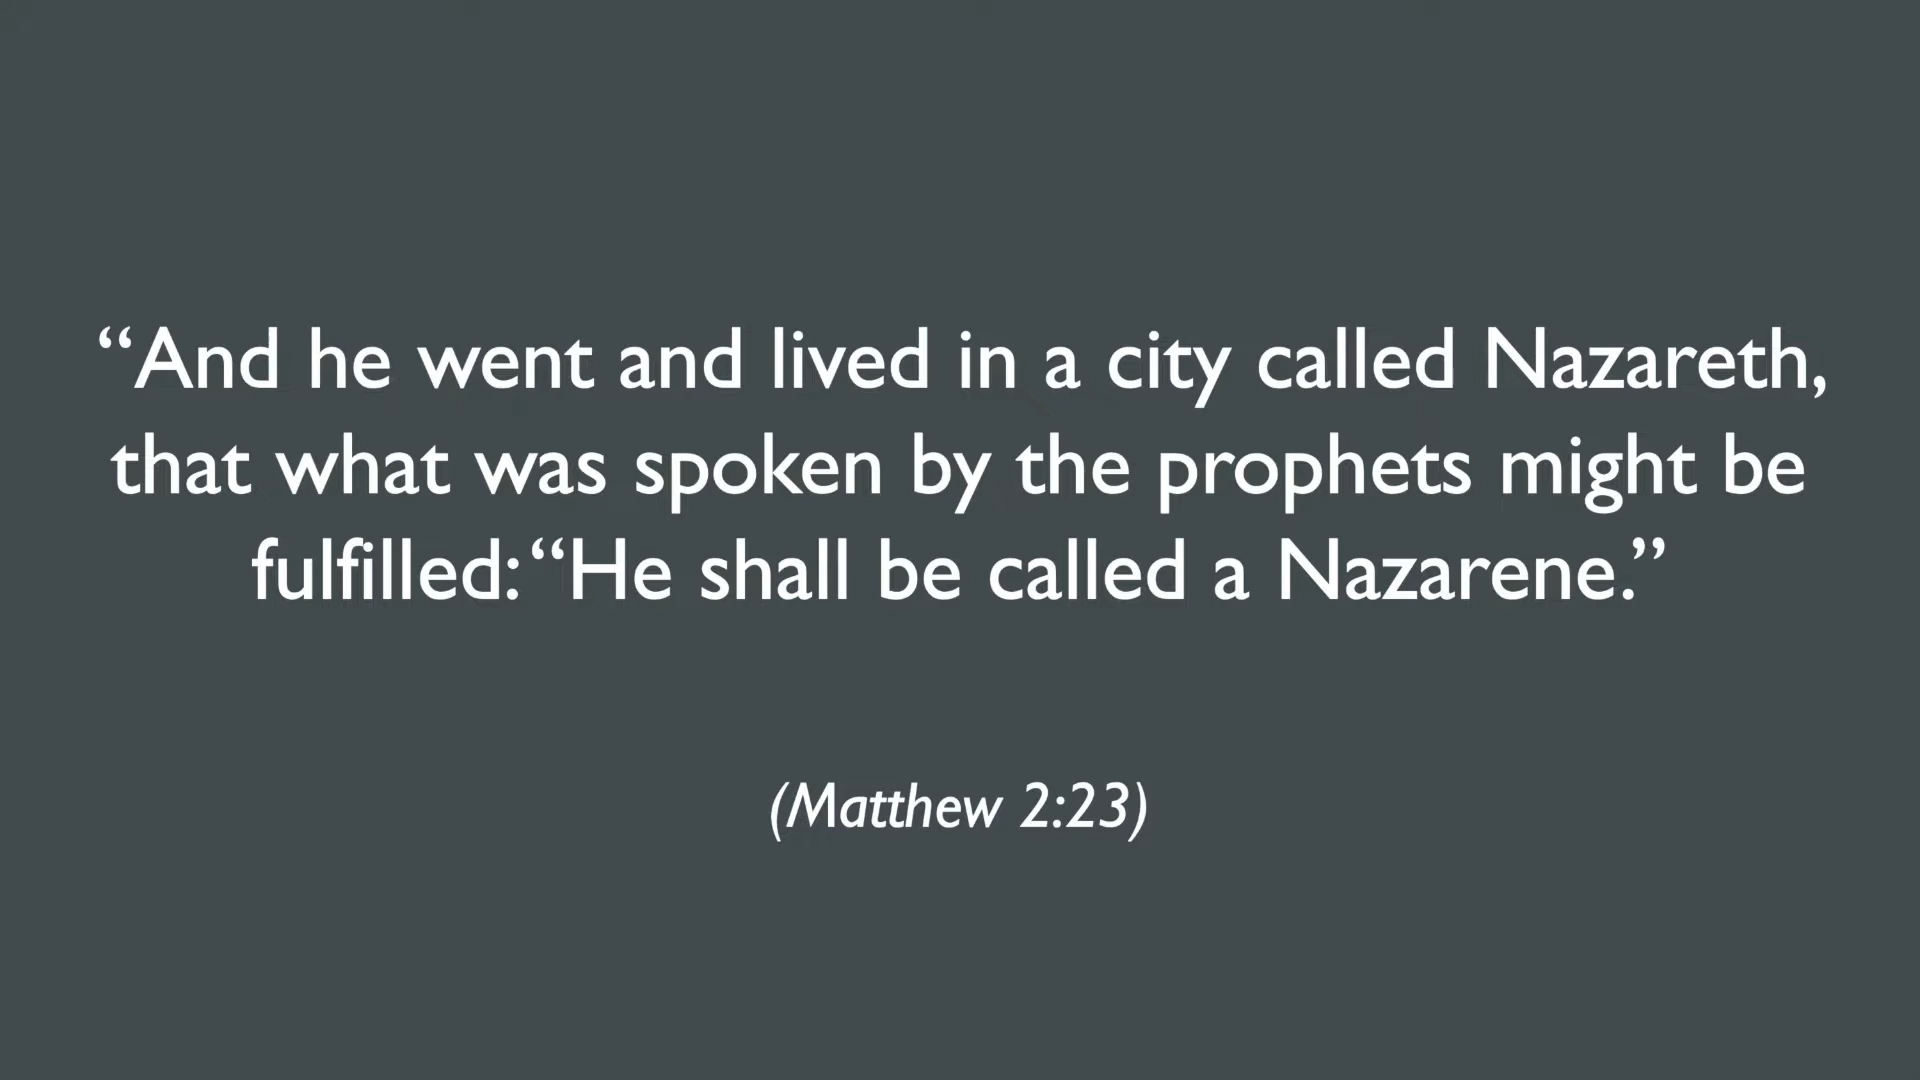 “And he went and lived in a city called Nazareth,
that what was spoken by the prophets might be
fulfilled: “He shall be called a Nazarene.”
(Matthew 2:23)